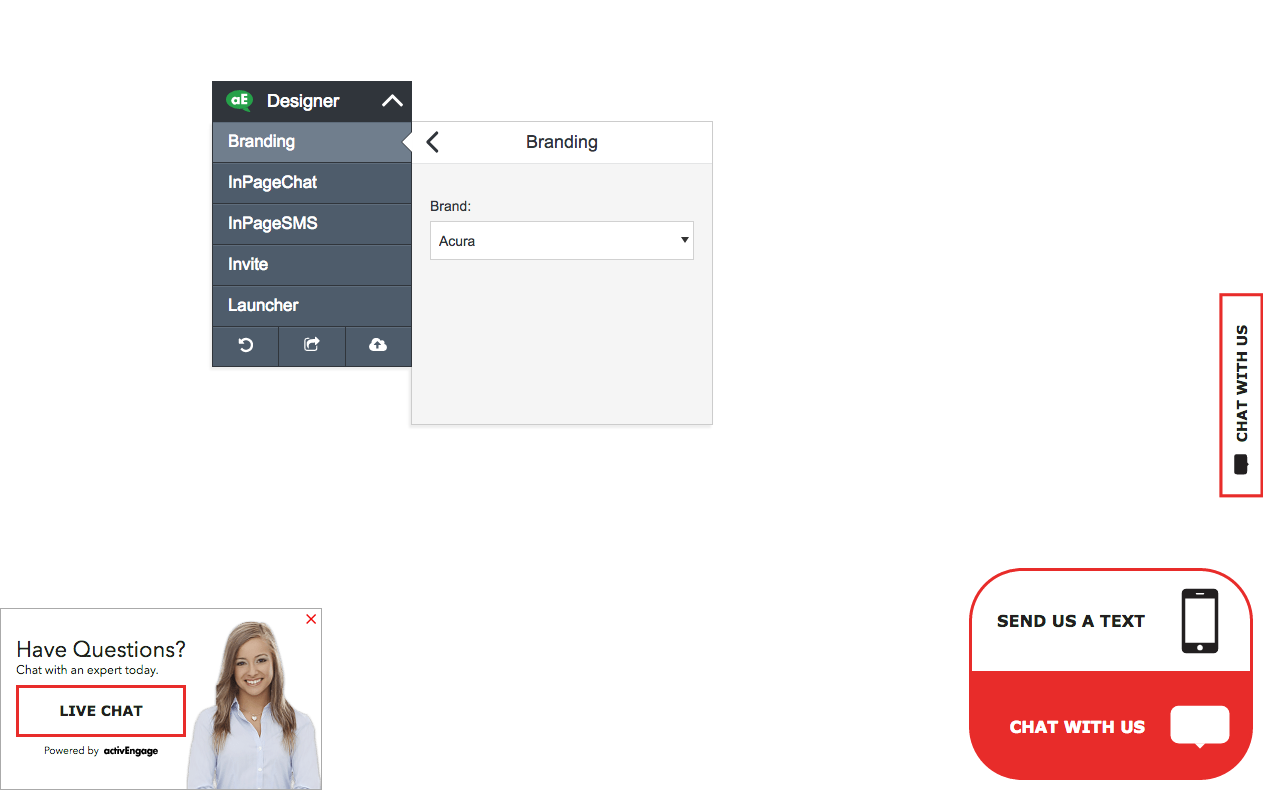 aE Designer
Branding
InPageChat
InPageSMS
Invite
Launcher
Branding
Brand:
Acura
CHAT WITH US
Have Questions?
Chat with an expert today.
LIVE CHAT
Powered by activEngage
SEND US A TEXT
CHAT WITH US